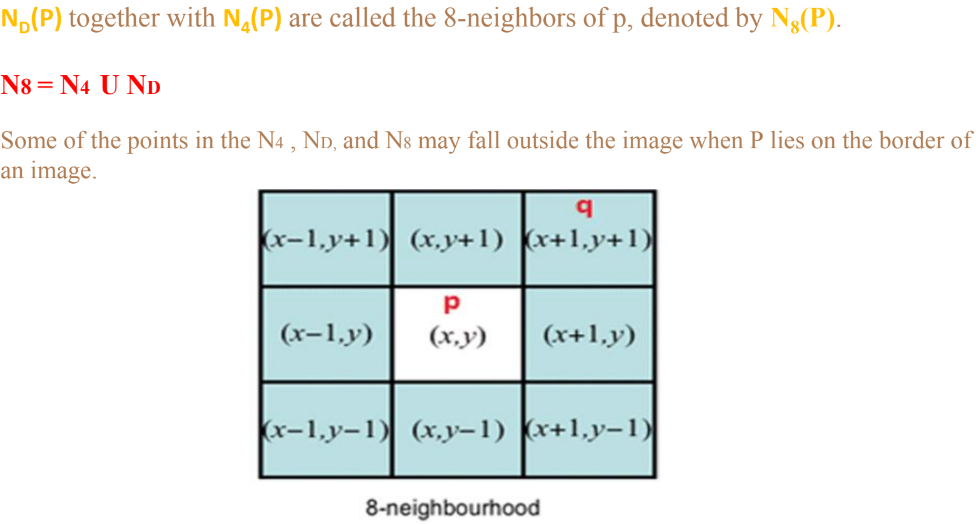 N_D(P) together with N_4(P) are called the 8-neighbors of p, denoted by N_8(P).
N8 = N4 U ND
Some of the points in the N4 , ND, and N8 may fall outside the image when P lies on the border of
an image.
q
(x−1,y+1) (x,y+1) (x+1,y+1)
p
(x−1,y) (x,y) (x+1,y)
(x−1,y−1) (x,y−1) (x+1,y−1)
8-neighbourhood